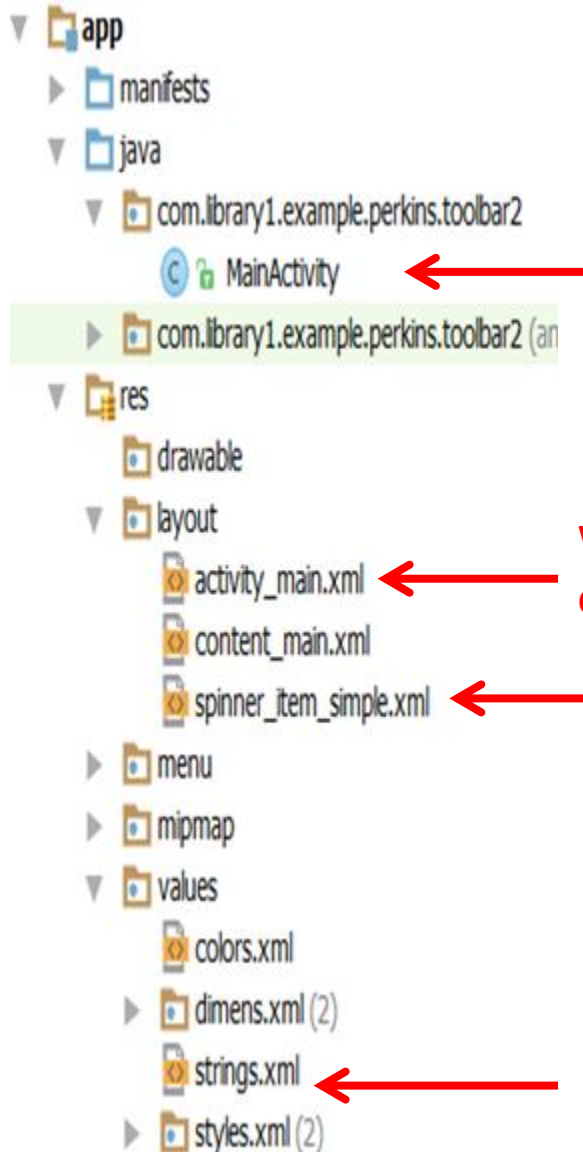 app
manifests
java
com.library1.example.perkins.toolbar2
MainActivity
com.library1.example.perkins.toolbar2 (an
res
drawable
layout
activity_main.xml
content_main.xml
spinner_item_simple.xml
menu
mipmap
values
colors.xml
dimens.xml (2)
strings.xml
styles.xml (2)